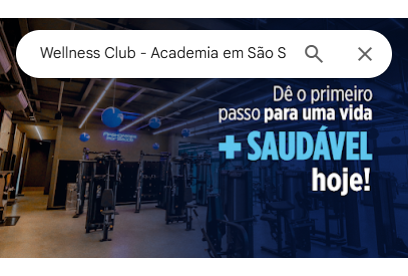 Wellness Club - Academia em São S
Dê o primeiro
passo para uma vida
+ SAUDÁVEL
hoje!